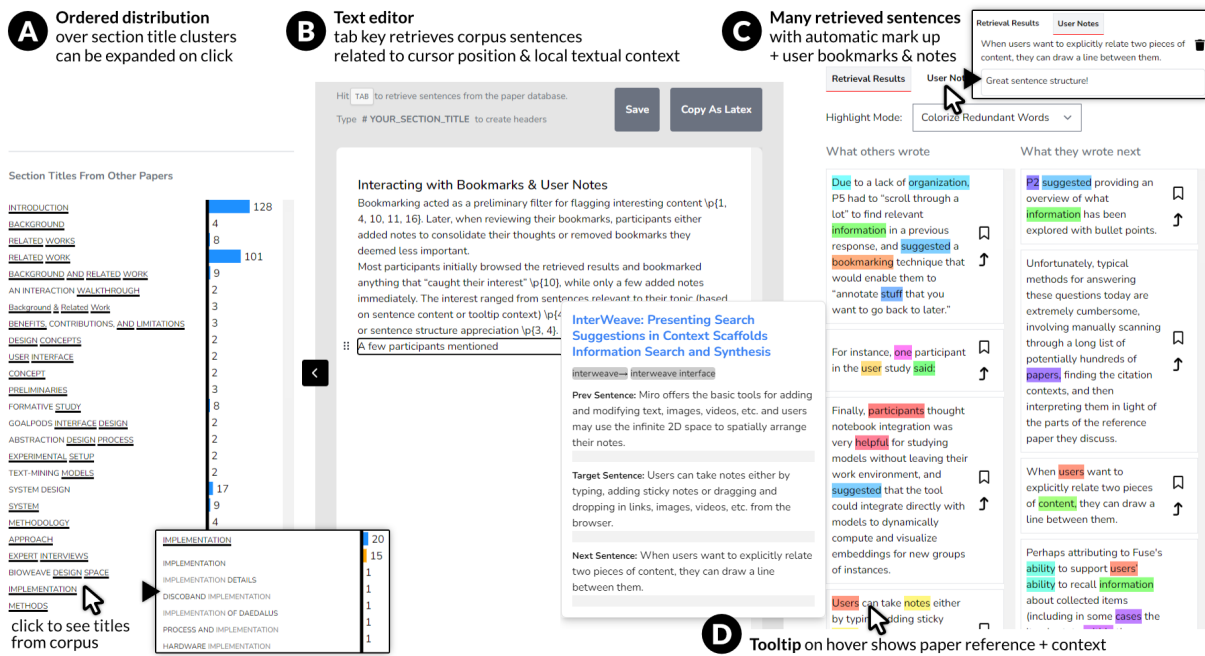 A
Ordered distribution
over section title clusters
can be expanded on click
Section Titles From Other Papers
INTRODUCTION 128
BACKGROUND 4
RELATED WORKS 8
RELATED WORK 101
BACKGROUND AND RELATED WORK 9
AN INTERACTION WALKTHROUGH 2
Background & Related Work 3
BENEFITS, CONTRIBUTIONS, AND LIMITATIONS 3
DESIGN CONCEPTS 2
USER INTERFACE 2
CONCEPT 2
PRELIMINARIES 3
FORMATIVE STUDY 8
GOALPODS INTERFACE DESIGN 2
ABSTRACTION DESIGN PROCESS 2
EXPERIMENTAL SETUP 2
TEXT-MINING MODELS 2
SYSTEM DESIGN 17
SYSTEM 9
METHODOLOGY 4
APPROACH
EXPERT INTERVIEWS
BIOWEAVE DESIGN SPACE
IMPLEMENTATION
METHODS
click to see titles
from corpus
IMPLEMENTATION 20
IMPLEMENTATION 15
IMPLEMENTATION DETAILS 1
DISCOBAND IMPLEMENTATION 1
IMPLEMENTATION OF DAEDALUS 1
PROCESS AND IMPLEMENTATION 1
HARDWARE IMPLEMENTATION 1
B
Text editor
tab key retrieves corpus sentences
related to cursor position & local textual context
Hit TAB to retrieve sentences from the paper database.
Type # YOUR_SECTION_TITLE to create headers
Save
Copy As Latex
Interacting with Bookmarks & User Notes
Bookmarking acted as a preliminary filter for flagging interesting content \p{1,
4, 10, 11, 16}. Later, when reviewing their bookmarks, participants either
added notes to consolidate their thoughts or removed bookmarks they
deemed less important.
Most participants initially browsed the retrieved results and bookmarked
anything that “caught their interest” \p{10}, while only a few added notes
immediately. The interest ranged from sentences relevant to their topic (based
on sentence content or tooltip context) \p{4
or sentence structure appreciation \p{3, 4}.
A few participants mentioned
InterWeave: Presenting Search
Suggestions in Context Scaffolds
Information Search and Synthesis
interweave→ interweave interface
Prev Sentence: Miro offers the basic tools for adding
and modifying text, images, videos, etc. and users
may use the infinite 2D space to spatially arrange
their notes.
Target Sentence: Users can take notes either by
typing, adding sticky notes or dragging and
dropping in links, images, videos, etc. from the
browser.
Next Sentence: When users want to explicitly relate
two pieces of content, they can draw a line
between them.
C
Many retrieved sentences
with automatic mark up
+ user bookmarks & notes
Retrieval Results
User Notes
When users want to explicitly relate two pieces of
content, they can draw a line between them.
Great sentence structure!
Retrieval Results
User Not
Highlight Mode: Colorize Redundant Words
What others wrote
Due to a lack of organization,
P5 had to “scroll through a
lot” to find relevant
information in a previous
response, and suggested a
bookmarking technique that
would enable them to
“annotate stuff that you
want to go back to later.”
For instance, one participant
in the user study said:
Finally, participants thought
notebook integration was
very helpful for studying
models without leaving their
work environment, and
suggested that the tool
could integrate directly with
models to dynamically
compute and visualize
embeddings for new groups
of instances.
Users can take notes either
by typing, adding sticky
What they wrote next
P2 suggested providing an
overview of what
information has been
explored with bullet points.
Unfortunately, typical
methods for answering
these questions today are
extremely cumbersome,
involving manually scanning
through a long list of
potentially hundreds of
papers, finding the citation
contexts, and then
interpreting them in light of
the parts of the reference
paper they discuss.
When users want to
explicitly relate two pieces
of content, they can draw a
line between them.
Perhaps attributing to Fuse's
ability to support users'
ability to recall information
about collected items
(including in some cases the
D
Tooltip on hover shows paper reference + context